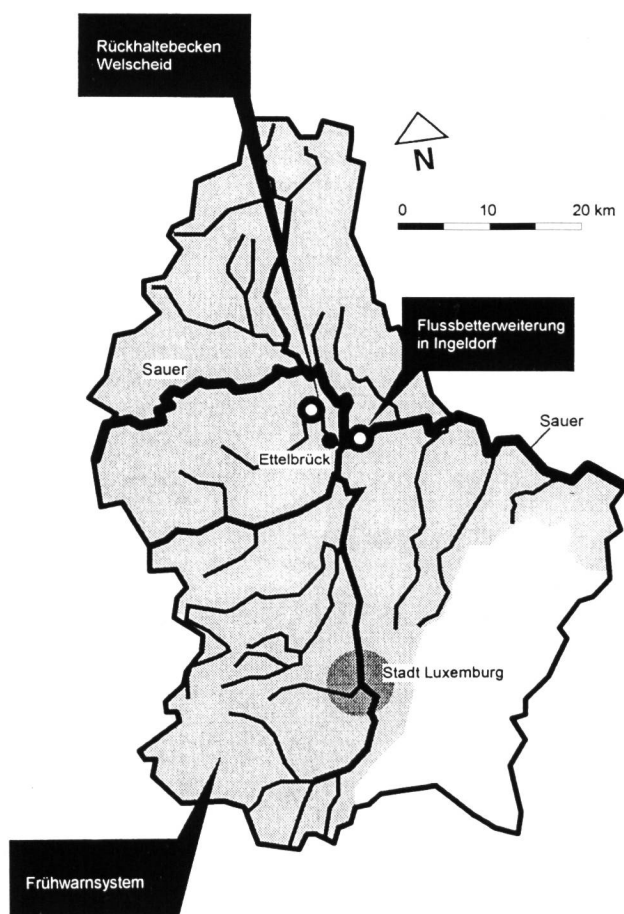 Rückhaltebecken
Welscheid
N
0 10 20 km
Flussbetterweiterung
in Ingeldorf
Sauer
Sauer
Ettelbrück
Stadt Luxemburg
Frühwarnsystem